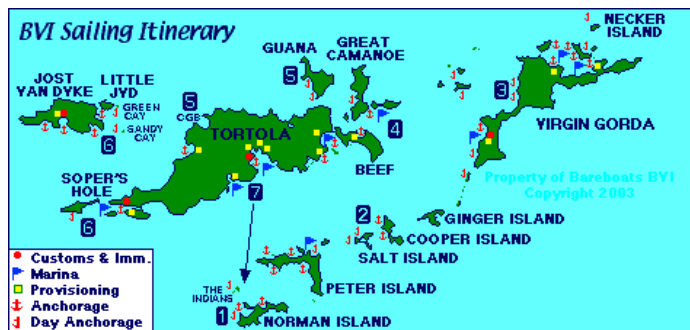 BVI Sailing Itinerary
NECKER
ISLAND
GUANA
GREAT
CAMANOE
JOST
VAN DYKE
LITTLE
JYD
GREEN
CAY
SANDY
CAY
6
5
CGB
5
TORTOLA
4
BEEF
3
VIRGIN GORDA
Property of Bareboats BVI
Copyright 2003
SOPER'S
HOLE
6
7
2
GINGER ISLAND
COOPER ISLAND
SALT ISLAND
PETER ISLAND
THE
INDIANS
1
NORMAN ISLAND
Customs & Imm.
Marina
Provisioning
Anchorage
Day Anchorage